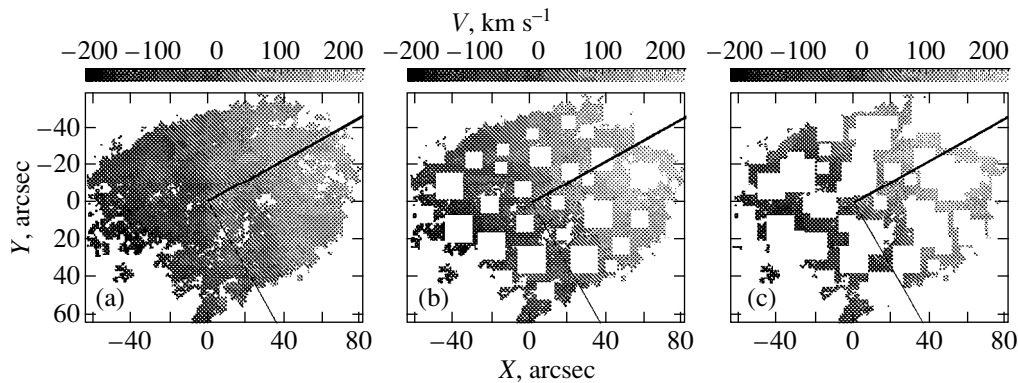 V, km s⁻¹
−200 −100 0 100 200 −200 −100 0 100 200 −200 −100 0 100 200
Y, arcsec
−40
−20
0
20
40
60
(a) (b) (c)
−40 0 40 80 −40 0 40 80 −40 0 40 80
X, arcsec